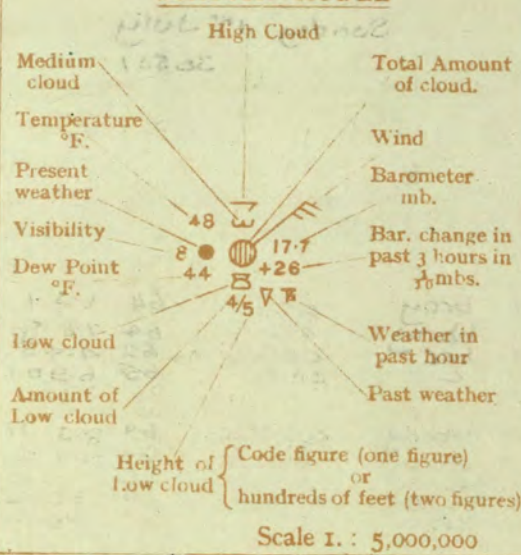 High Cloud
Medium cloud
Total Amount of cloud.
Temperature °F.
Wind
Present weather
Barometer mb.
Visibility
Bar. change in past 3 hours in 1/10 mbs.
Dew Point °F.
48
8
17·7
44
+26
4/5
Low cloud
Weather in past hour
Amount of Low cloud
Past weather
Height of Low cloud { Code figure (one figure)
or
hundreds of feet (two figures)
Scale 1. : 5,000,000